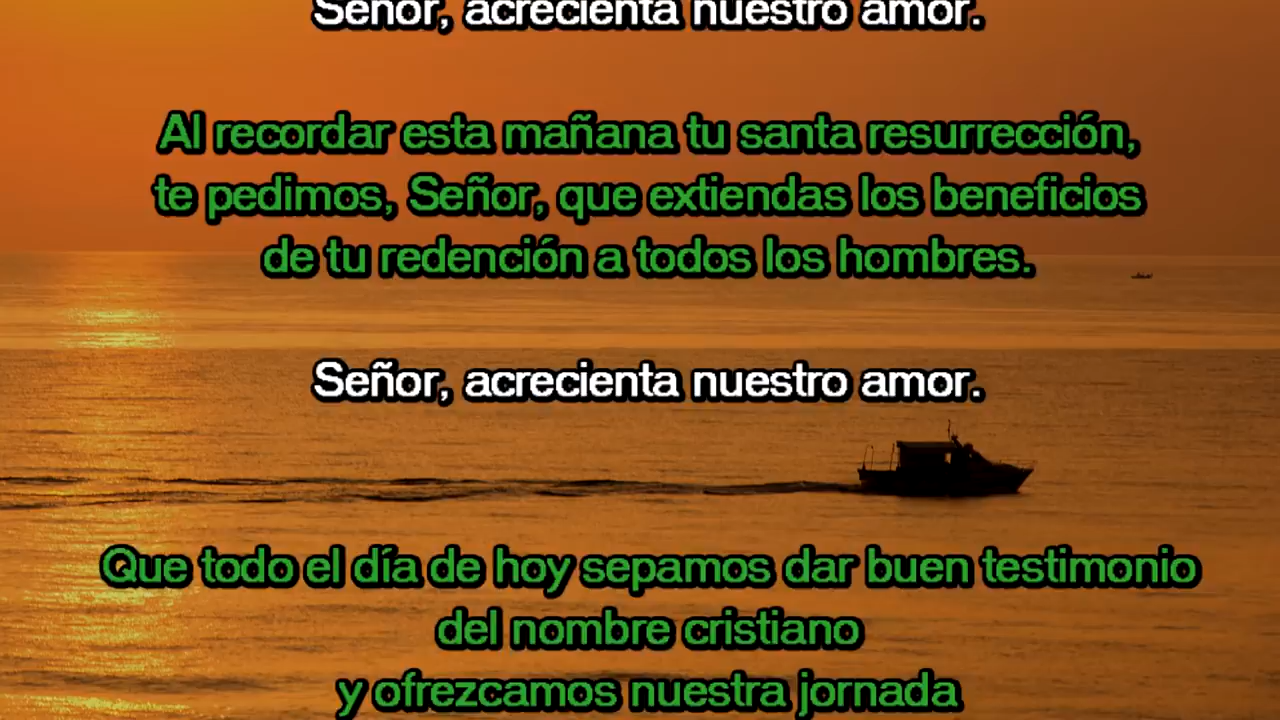 Señor, acrecienta nuestro amor.
Al recordar esta mañana tu santa resurrección,
te pedimos, Señor, que extiendas los beneficios
de tu redención a todos los hombres.
Señor, acrecienta nuestro amor.
Que todo el día de hoy sepamos dar buen testimonio
del nombre cristiano
y ofrezcamos nuestra jornada